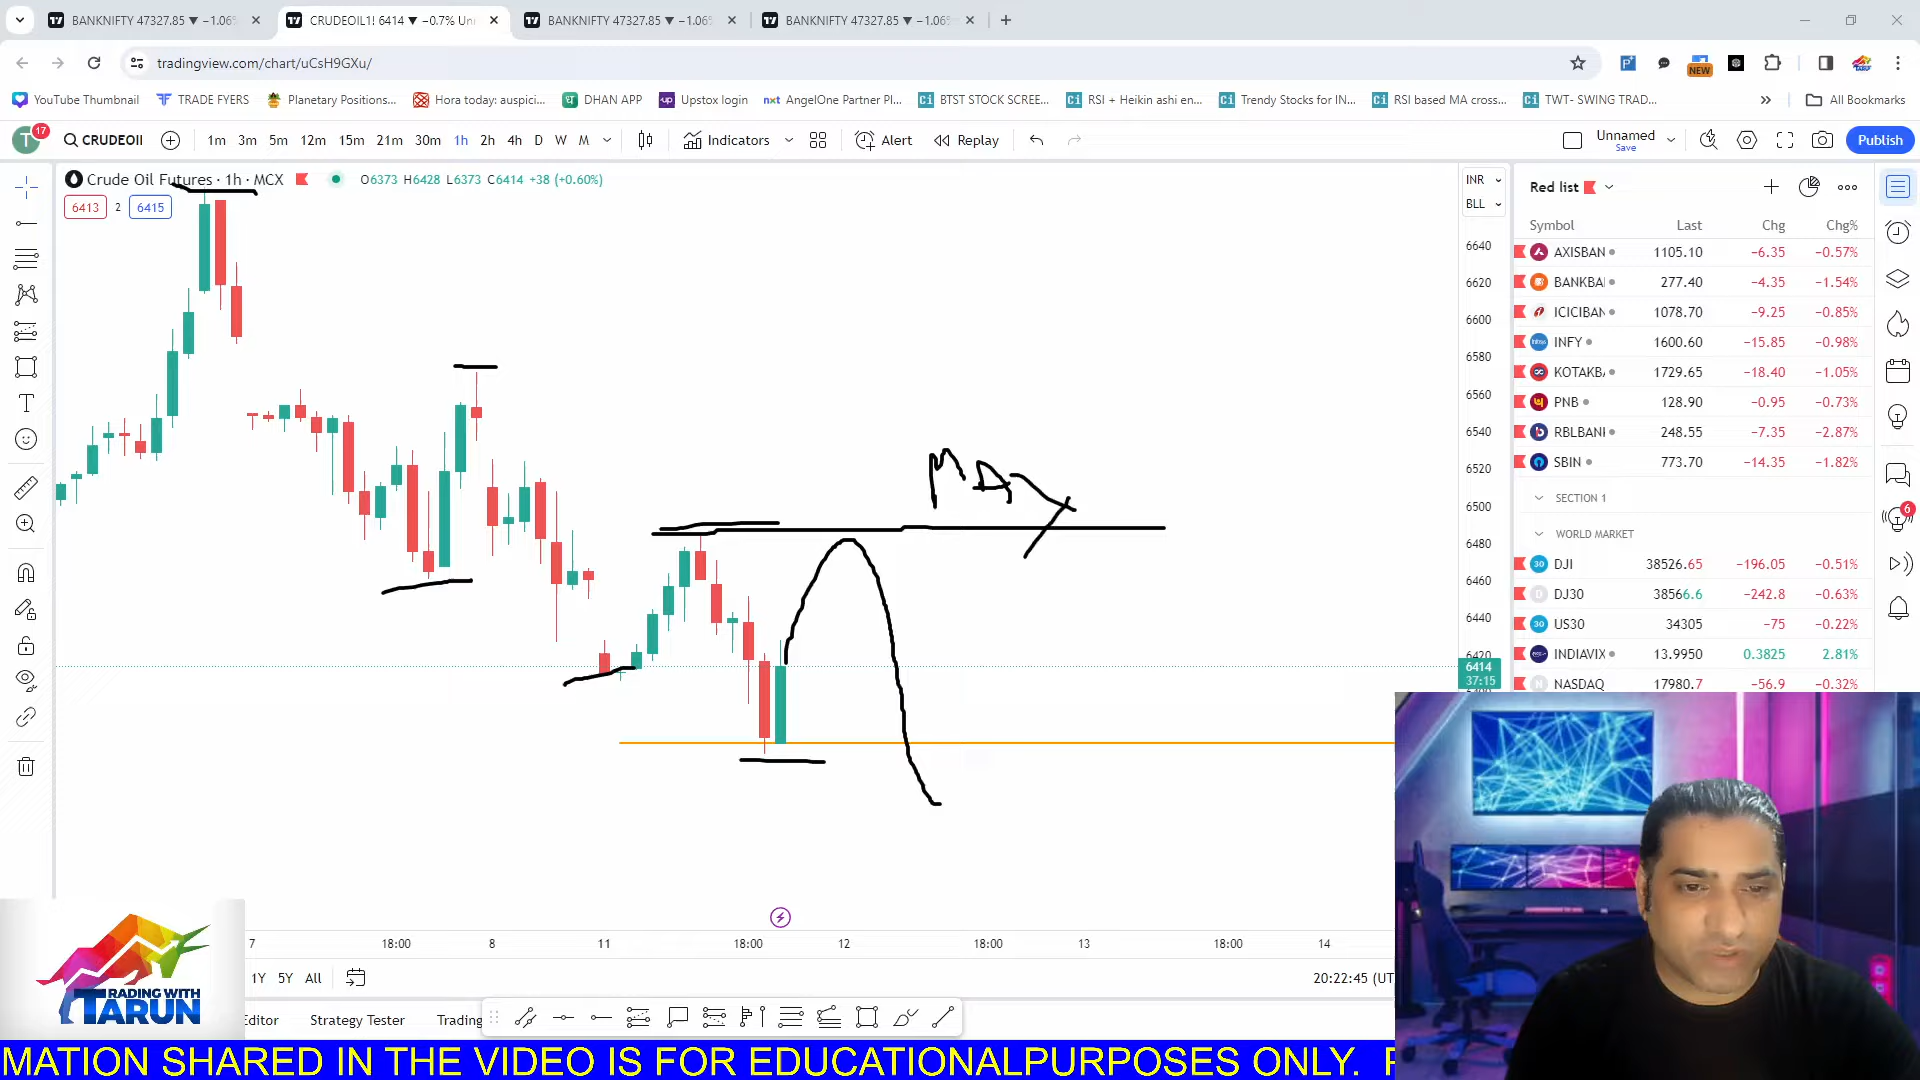 BANKNIFTY 47327.85 ▼ −1.06%
CRUDEOIL1! 6414 ▼ −0.7% Un
BANKNIFTY 47327.85 ▼ −1.06%
BANKNIFTY 47327.85 ▼ −1.06%
tradingview.com/chart/uCsH9GXu/
NEW
YouTube Thumbnail
TRADE FYERS
Planetary Positions...
Hora today: auspici...
DHAN APP
Upstox login
AngelOne Partner Pl...
BTST STOCK SCREE...
RSI + Heikin ashi en...
Trendy Stocks for IN...
RSI based MA cross...
TWT- SWING TRAD...
All Bookmarks
T 17 CRUDEOIl 1m 3m 5m 12m 15m 21m 30m 1h 2h 4h D W M Indicators Alert Replay
Unnamed
Save
Publish
Crude Oil Futures · 1h · MCX O6373 H6428 L6373 C6414 +38 (+0.60%)
6413 2 6415
INR
BLL
6640
6620
6600
6580
6560
6540
6520
6500
6480
6460
6440
6420
6414
37:15
Red list
Symbol Last Chg Chg%
AXISBAN 1105.10 −6.35 −0.57%
BANKBA 277.40 −4.35 −1.54%
ICICIBAN 1078.70 −9.25 −0.85%
INFY 1600.60 −15.85 −0.98%
KOTAKBA 1729.65 −18.40 −1.05%
PNB 128.90 −0.95 −0.73%
RBLBANK 248.55 −7.35 −2.87%
SBIN 773.70 −14.35 −1.82%
SECTION 1
WORLD MARKET
DJI 38526.65 −196.05 −0.51%
DJ30 38566.6 −242.8 −0.63%
US30 34305 −75 −0.22%
INDIAVIX 13.9950 0.3825 2.81%
NASDAQ 17980.7 −56.9 −0.32%
6
7 18:00 8 11 18:00 12 18:00 13 18:00 14
1Y 5Y All
20:22:45 (UT
Editor Strategy Tester Trading
TRADING WITH
TARUN
MATION SHARED IN THE VIDEO IS FOR EDUCATIONALPURPOSES ONLY.